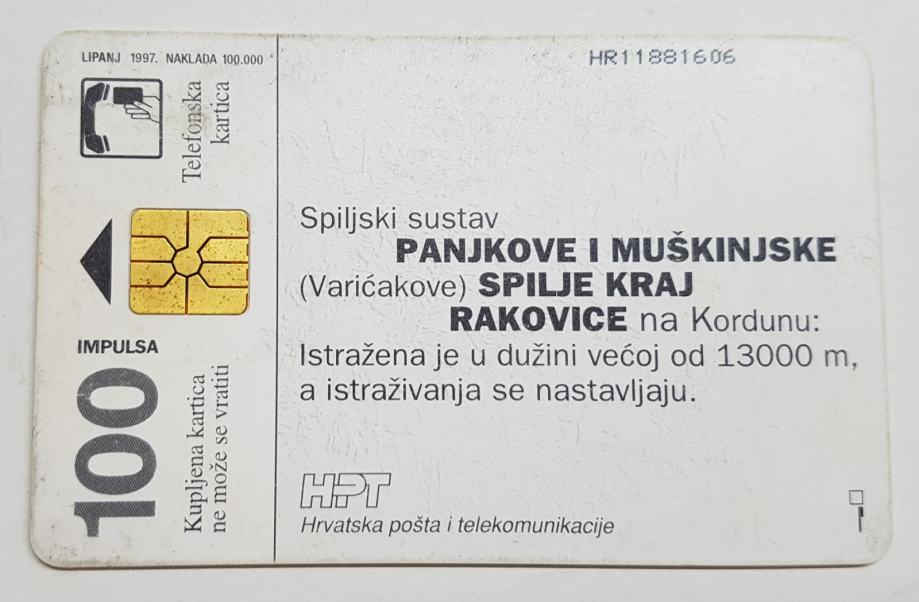 LIPANJ 1997. NAKLADA 100.000
HR11881606
Telefonska
kartica
IMPULSA
100
Kupljena kartica
ne može se vratiti
Spiljski sustav
PANJKOVE I MUŠKINJSKE
(Varićakove) SPILJE KRAJ
RAKOVICE na Kordunu:
Istražena je u dužini većoj od 13000 m,
a istraživanja se nastavljaju.
HPT
Hrvatska pošta i telekomunikacije